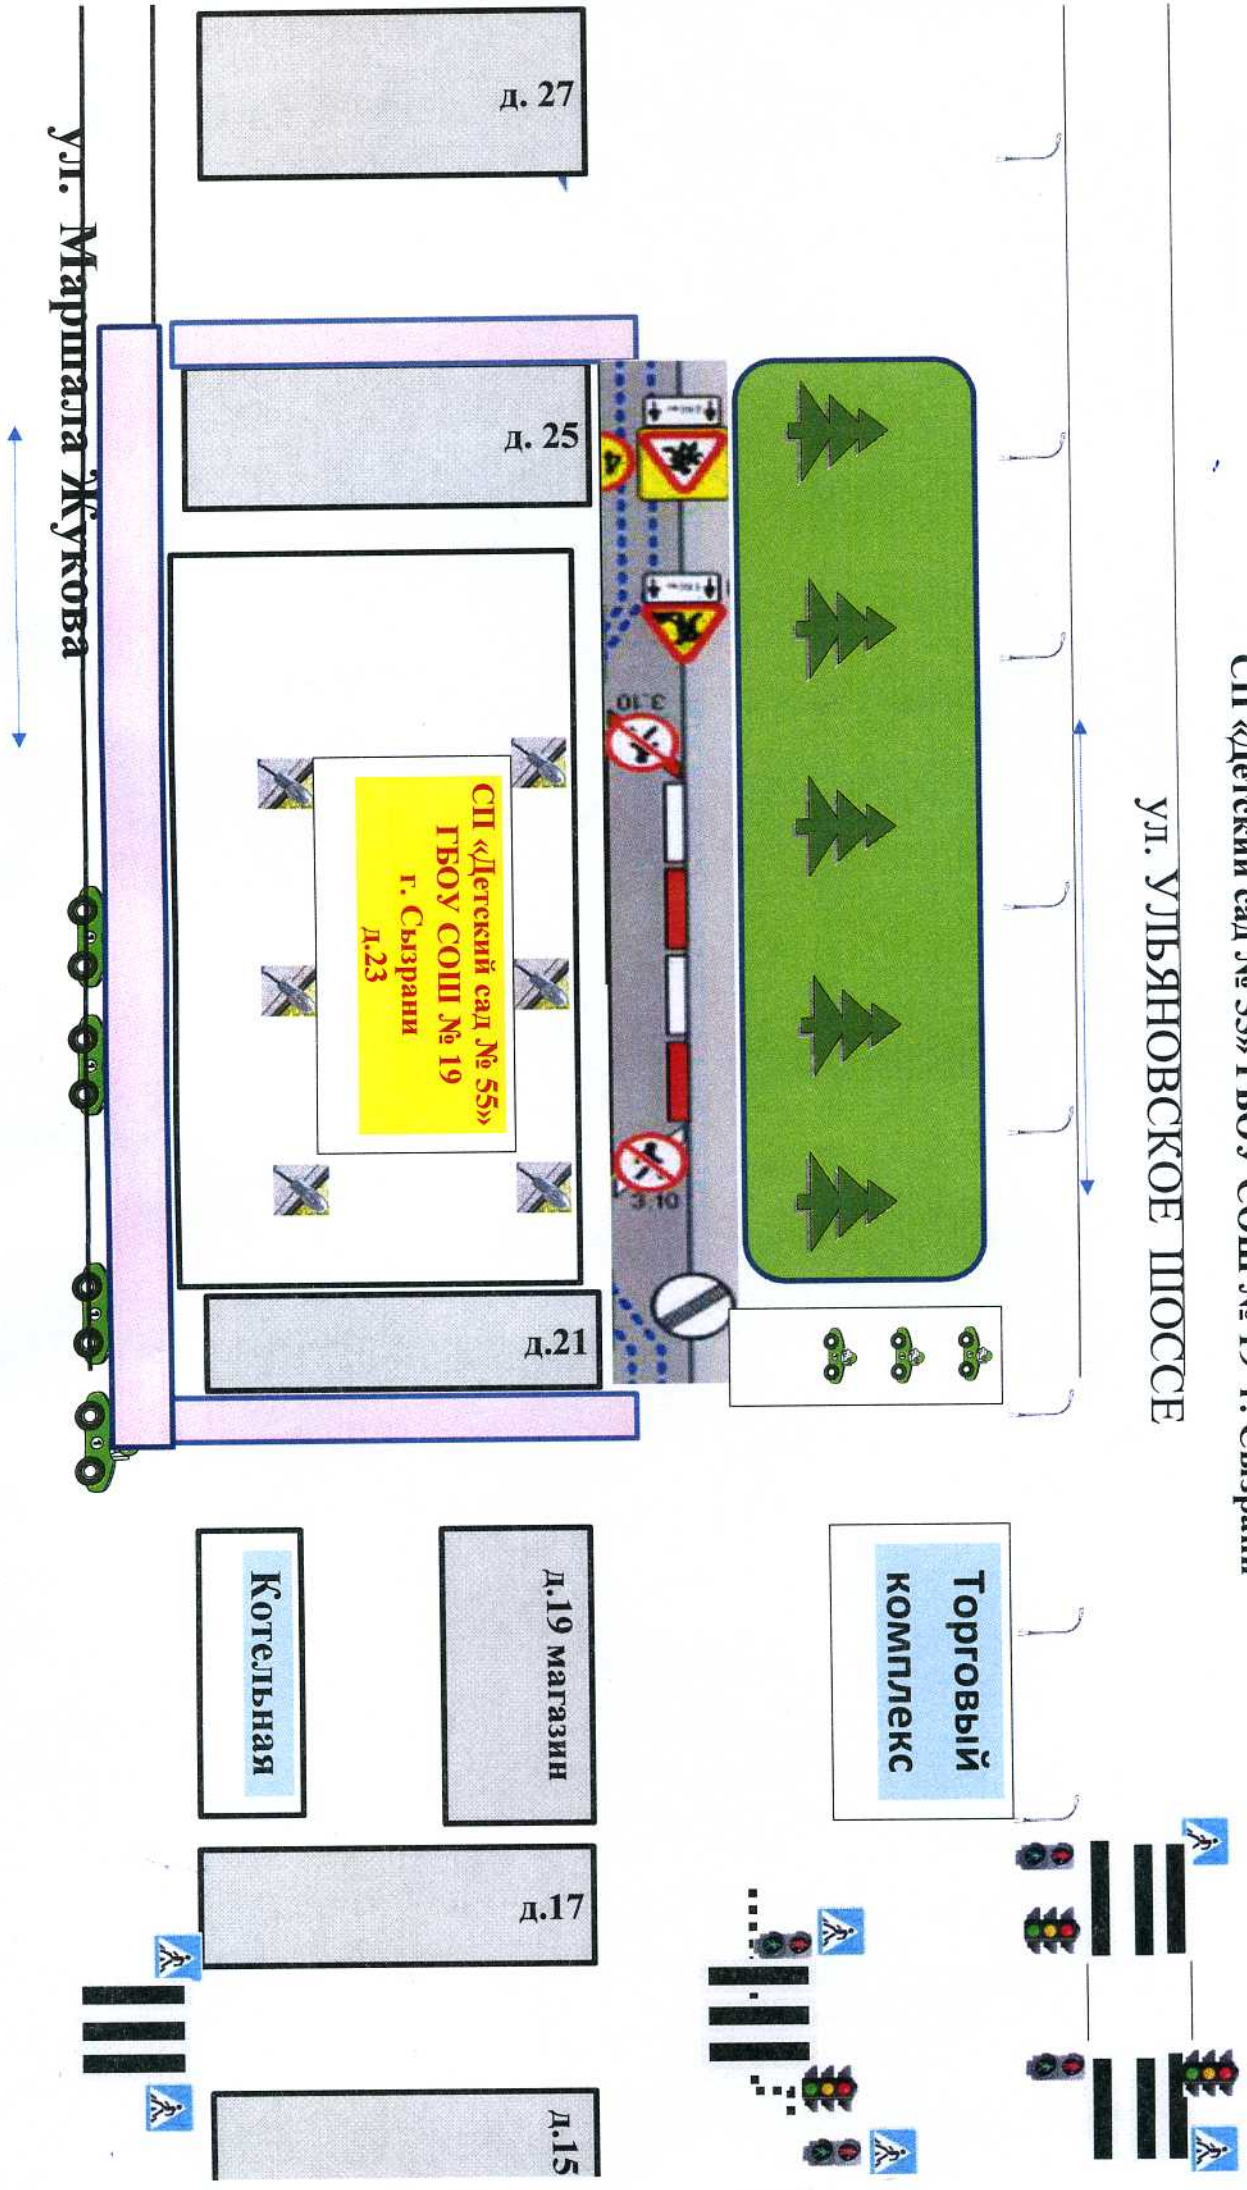 СП «Детский сад № 55» ГБОУ СОШ № 19 г. Сызрани
ул. УЛЬЯНОВСКОЕ ШОССЕ
Торговый
комплекс
3.10
3.10
4
д. 27
д. 25
СП «Детский сад № 55»
ГБОУ СОШ № 19
г. Сызрани
д.23
д.21
д.19 магазин
д.17
д.15
Котельная
ул. Маршала Жукова